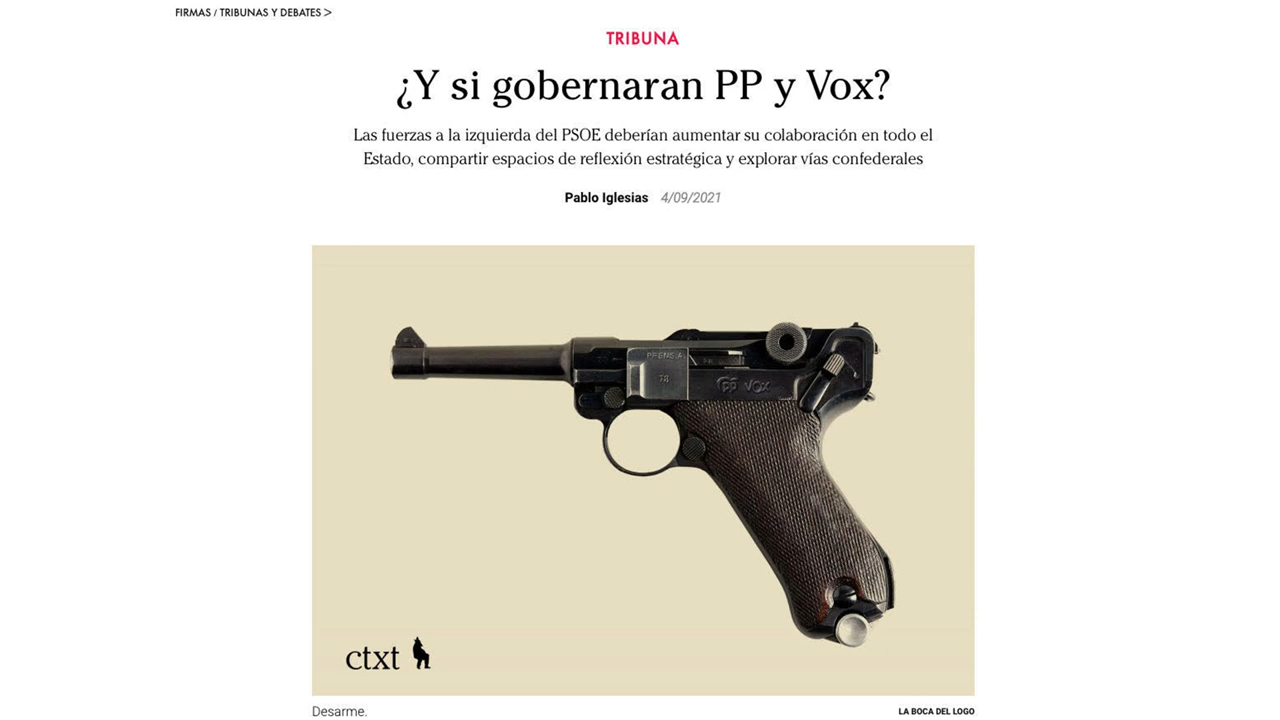 FIRMAS / TRIBUNAS Y DEBATES >
TRIBUNA
¿Y si gobernaran PP y Vox?
Las fuerzas a la izquierda del PSOE deberían aumentar su colaboración en todo el
Estado, compartir espacios de reflexión estratégica y explorar vías confederales
Pablo Iglesias 4/09/2021
PRENSA
78
pp VOX
ctxt
Desarme.
LA BOCA DEL LOGO